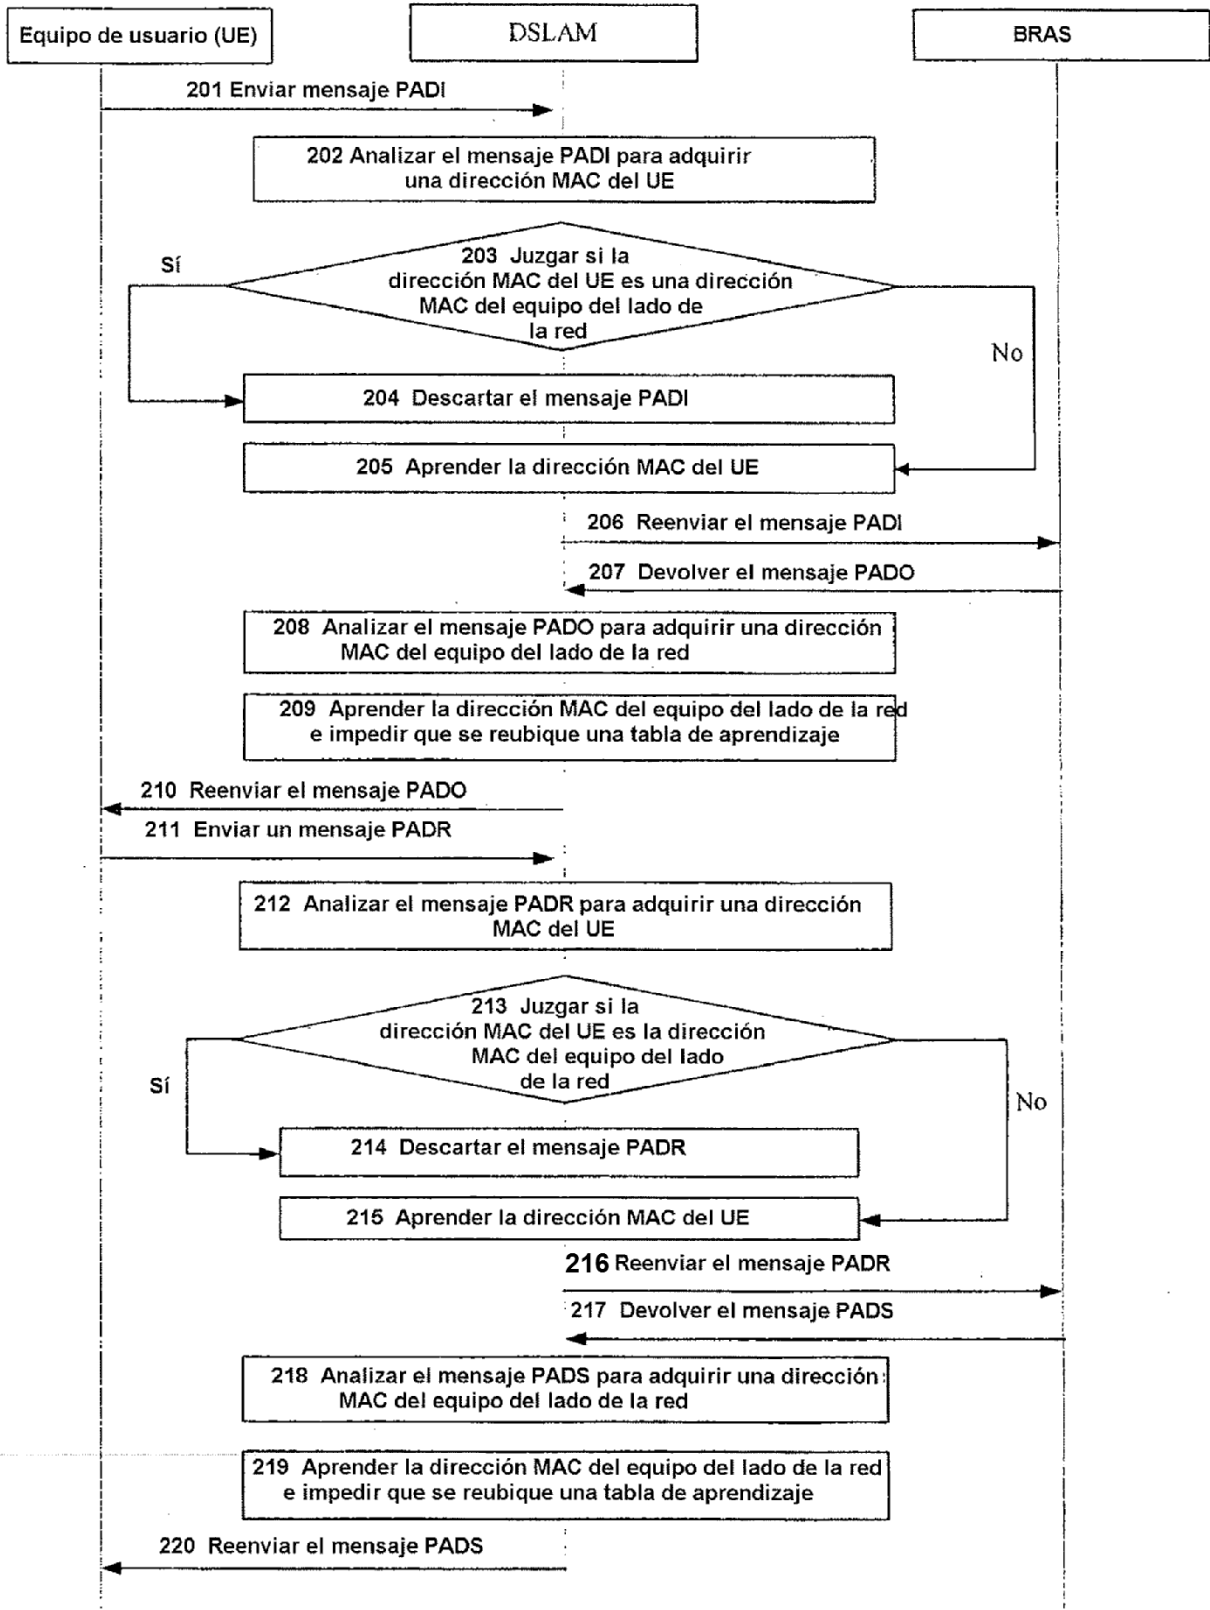 Equipo de usuario (UE)
DSLAM
BRAS
201 Enviar mensaje PADI
202 Analizar el mensaje PADI para adquirir
una dirección MAC del UE
203 Juzgar si la
dirección MAC del UE es una dirección
MAC del equipo del lado de
la red
Sí
No
204 Descartar el mensaje PADI
205 Aprender la dirección MAC del UE
206 Reenviar el mensaje PADI
207 Devolver el mensaje PADO
208 Analizar el mensaje PADO para adquirir una dirección
MAC del equipo del lado de la red
209 Aprender la dirección MAC del equipo del lado de la red
e impedir que se reubique una tabla de aprendizaje
210 Reenviar el mensaje PADO
211 Enviar un mensaje PADR
212 Analizar el mensaje PADR para adquirir una dirección
MAC del UE
213 Juzgar si la
dirección MAC del UE es la dirección
MAC del equipo del lado
de la red
Sí
No
214 Descartar el mensaje PADR
215 Aprender la dirección MAC del UE
216 Reenviar el mensaje PADR
217 Devolver el mensaje PADS
218 Analizar el mensaje PADS para adquirir una dirección
MAC del equipo del lado de la red
219 Aprender la dirección MAC del equipo del lado de la red
e impedir que se reubique una tabla de aprendizaje
220 Reenviar el mensaje PADS